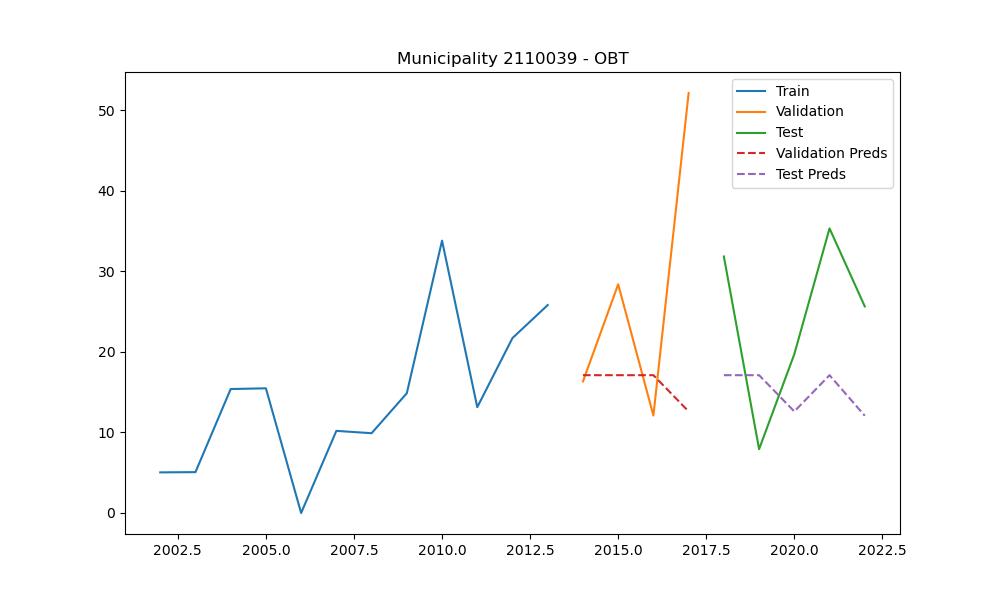 Municipality 2110039 - OBT
Train
Validation
Test
Validation Preds
Test Preds
50
40
30
20
10
0
2002.5 2005.0 2007.5 2010.0 2012.5 2015.0 2017.5 2020.0 2022.5